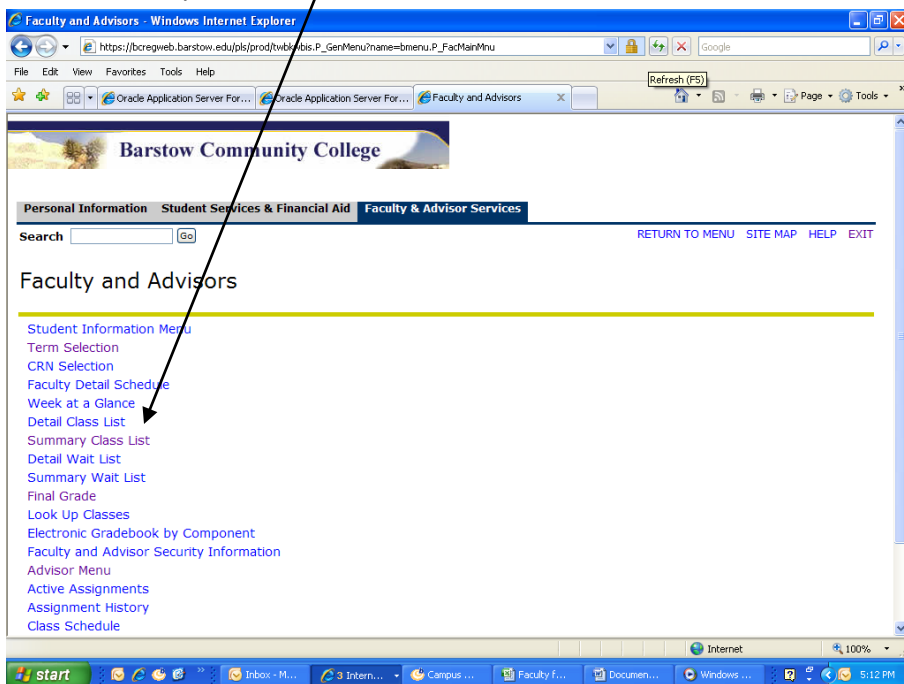 Faculty and Advisors - Windows Internet Explorer
https://bcregweb.barstow.edu/pls/prod/twbkwbis.P_GenMenu?name=bmenu.P_FacMainMnu
Google
File Edit View Favorites Tools Help
Refresh (F5)
Oracle Application Server For... Oracle Application Server For... Faculty and Advisors X Page Tools
Barstow Community College
Personal Information Student Services & Financial Aid Faculty & Advisor Services
Search Go RETURN TO MENU SITE MAP HELP EXIT
Faculty and Advisors
Student Information Menu
Term Selection
CRN Selection
Faculty Detail Schedule
Week at a Glance
Detail Class List
Summary Class List
Detail Wait List
Summary Wait List
Final Grade
Look Up Classes
Electronic Gradebook by Component
Faculty and Advisor Security Information
Advisor Menu
Active Assignments
Assignment History
Class Schedule
Internet 100%
start Inbox - M... 3 Intern... Campus ... Faculty f... Documen... Windows ... 5:12 PM